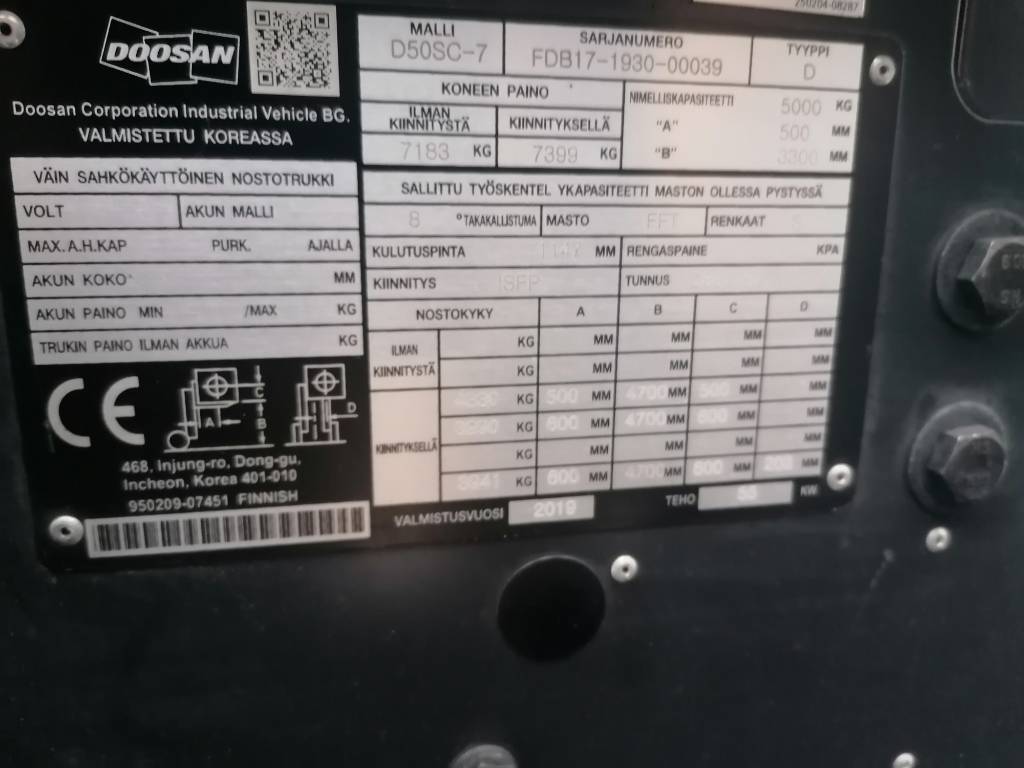 250204-08287
DOOSAN
Doosan Corporation Industrial Vehicle BG.
VALMISTETTU KOREASSA
MALLI
D50SC-7
SARJANUMERO
FDB17-1930-00039
TYYPPI
D
KONEEN PAINO
ILMAN KIINNITYSTÄ
7183 KG
KIINNITYKSELLÄ
7399 KG
NIMELLISKAPASITEETTI 5000 KG
"A" 500 MM
"B" 3300 MM
VÄIN SAHKÖKÄYTTÖINEN NOSTOTRUKKI
VOLT AKUN MALLI
MAX. A.H.KAP PURK. AJALLA
AKUN KOKO MM
AKUN PAINO MIN /MAX KG
TRUKIN PAINO ILMAN AKKUA KG
SALLITTU TYÖSKENTEL YKAPASITEETTI MASTON OLLESSA PYSTYSSÄ
8 °TAKAKALLISTUMA MASTO FFT RENKAAT S
KULUTUSPINTA MM RENGASPAINE KPA
KIINNITYS TUNNUS
NOSTOKYKY A B C D
ILMAN KIINNITYSTÄ
KG MM MM MM MM
KG MM MM MM MM
KIINNITYKSELLÄ
KG 500 MM 4700 MM MM MM
KG 600 MM 4700 MM 600 MM MM
KG MM MM MM MM
KG 600 MM 4700 MM 600 MM MM
VALMISTUSVUOSI 2019 TEHO 55 KW
CE
C
A B
D
468, Injung-ro, Dong-gu,
Incheon, Korea 401-010
950209-07451 FINNISH